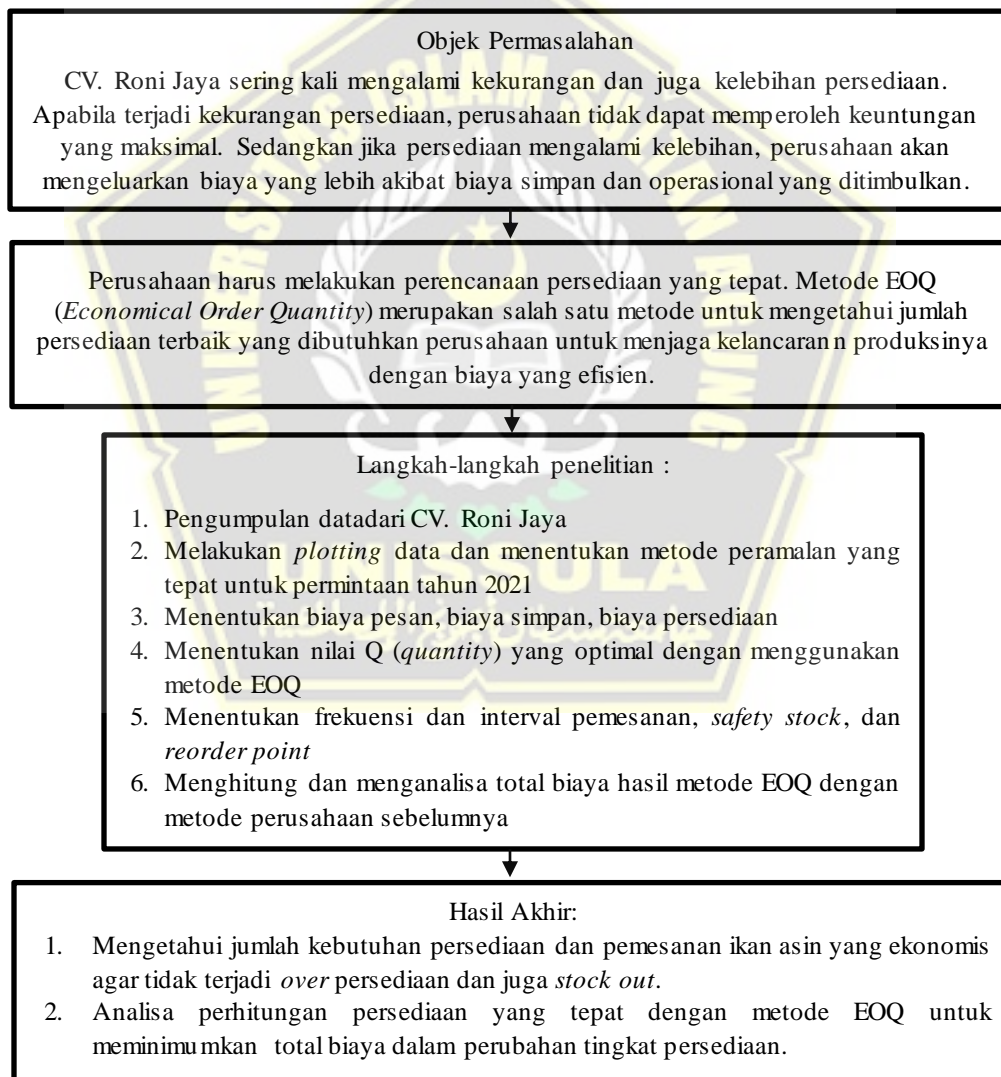 Objek Permasalahan
CV. Roni Jaya sering kali mengalami kekurangan dan juga kelebihan persediaan.
Apabila terjadi kekurangan persediaan, perusahaan tidak dapat memperoleh keuntungan
yang maksimal. Sedangkan jika persediaan mengalami kelebihan, perusahaan akan
mengeluarkan biaya yang lebih akibat biaya simpan dan operasional yang ditimbulkan.
Perusahaan harus melakukan perencanaan persediaan yang tepat. Metode EOQ
(Economical Order Quantity) merupakan salah satu metode untuk mengetahui jumlah
persediaan terbaik yang dibutuhkan perusahaan untuk menjaga kelancaran n produksinya
dengan biaya yang efisien.
Langkah-langkah penelitian :
1. Pengumpulan datadari CV. Roni Jaya
2. Melakukan plotting data dan menentukan metode peramalan yang
tepat untuk permintaan tahun 2021
3. Menentukan biaya pesan, biaya simpan, biaya persediaan
4. Menentukan nilai Q (quantity) yang optimal dengan menggunakan
metode EOQ
5. Menentukan frekuensi dan interval pemesanan, safety stock, dan
reorder point
6. Menghitung dan menganalisa total biaya hasil metode EOQ dengan
metode perusahaan sebelumnya
Hasil Akhir:
1. Mengetahui jumlah kebutuhan persediaan dan pemesanan ikan asin yang ekonomis
agar tidak terjadi over persediaan dan juga stock out.
2. Analisa perhitungan persediaan yang tepat dengan metode EOQ untuk
meminimumkan total biaya dalam perubahan tingkat persediaan.
UNIVERSITAS ISLAM SULTAN AGUNG
UNISSULA